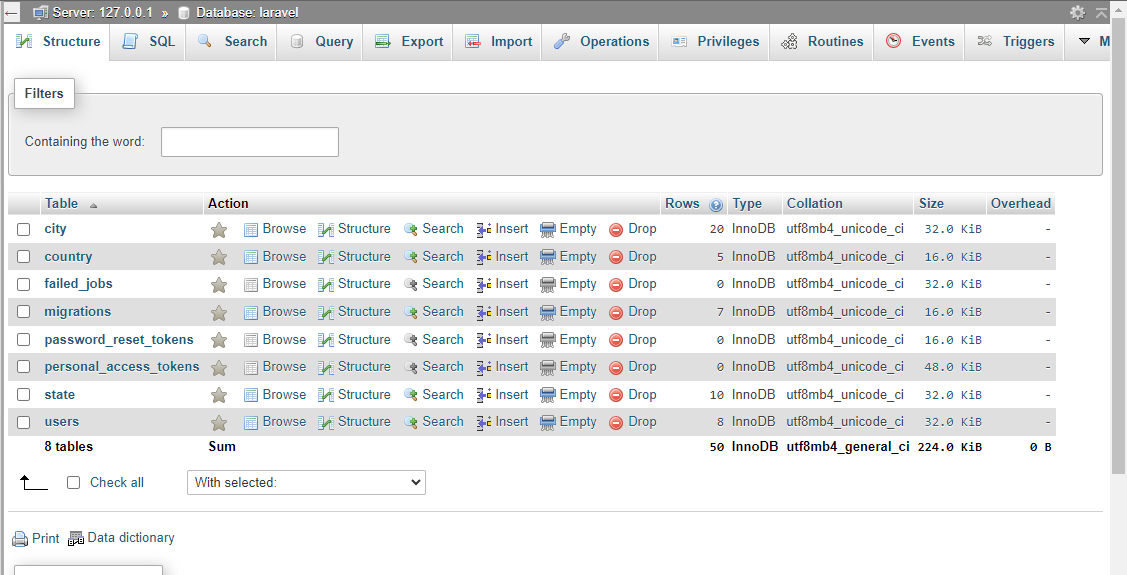 Server: 127.0.0.1 » Database: laravel
Structure SQL Search Query Export Import Operations Privileges Routines Events Triggers M
Filters
Containing the word:
Table Action Rows Type Collation Size Overhead
city Browse Structure Search Insert Empty Drop 20 InnoDB utf8mb4_unicode_ci 32.0 KiB -
country Browse Structure Search Insert Empty Drop 5 InnoDB utf8mb4_unicode_ci 16.0 KiB -
failed_jobs Browse Structure Search Insert Empty Drop 0 InnoDB utf8mb4_unicode_ci 32.0 KiB -
migrations Browse Structure Search Insert Empty Drop 7 InnoDB utf8mb4_unicode_ci 16.0 KiB -
password_reset_tokens Browse Structure Search Insert Empty Drop 0 InnoDB utf8mb4_unicode_ci 16.0 KiB -
personal_access_tokens Browse Structure Search Insert Empty Drop 0 InnoDB utf8mb4_unicode_ci 48.0 KiB -
state Browse Structure Search Insert Empty Drop 10 InnoDB utf8mb4_unicode_ci 32.0 KiB -
users Browse Structure Search Insert Empty Drop 8 InnoDB utf8mb4_unicode_ci 32.0 KiB -
8 tables Sum 50 InnoDB utf8mb4_general_ci 224.0 KiB 0 B
Check all With selected:
Print Data dictionary